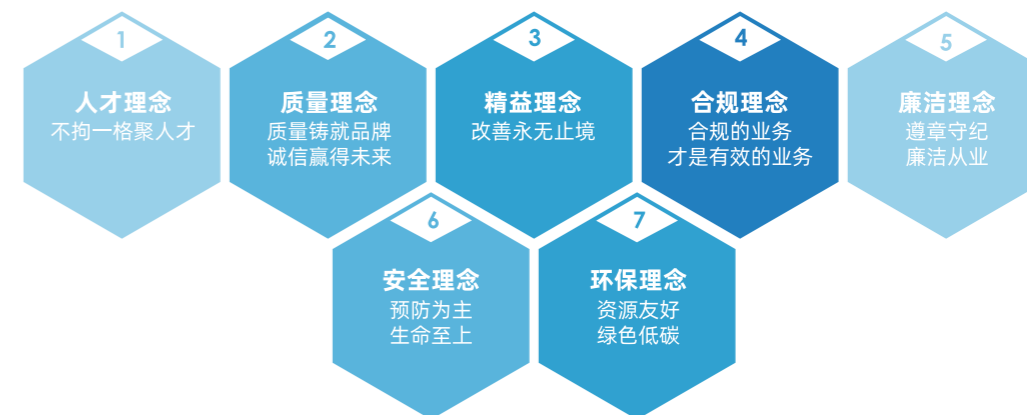 1
人才理念
不拘一格聚人才
2
质量理念
质量铸就品牌
诚信赢得未来
3
精益理念
改善永无止境
4
合规理念
合规的业务
才是有效的业务
5
廉洁理念
遵章守纪
廉洁从业
6
安全理念
预防为主
生命至上
7
环保理念
资源友好
绿色低碳